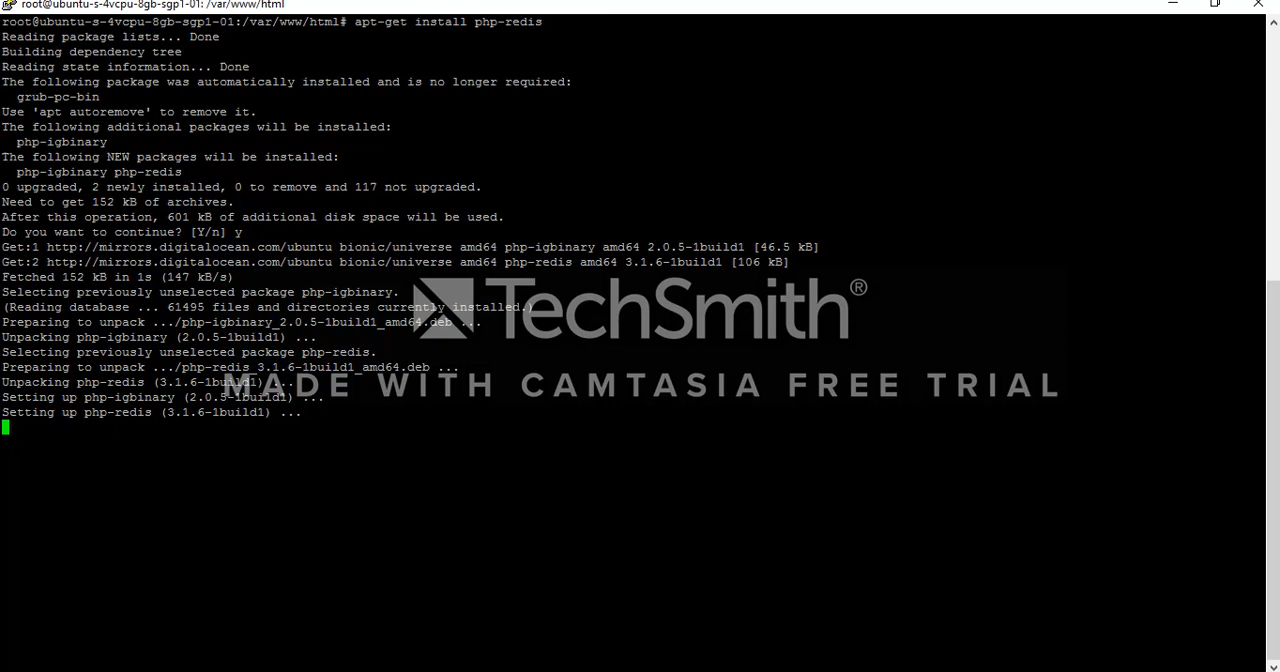 root@ubuntu-s-4vcpu-8gb-sgp1-01: /var/www/html
root@ubuntu-s-4vcpu-8gb-sgp1-01:/var/www/html# apt-get install php-redis
Reading package lists... Done
Building dependency tree
Reading state information... Done
The following package was automatically installed and is no longer required:
  grub-pc-bin
Use 'apt autoremove' to remove it.
The following additional packages will be installed:
  php-igbinary
The following NEW packages will be installed:
  php-igbinary php-redis
0 upgraded, 2 newly installed, 0 to remove and 117 not upgraded.
Need to get 152 kB of archives.
After this operation, 601 kB of additional disk space will be used.
Do you want to continue? [Y/n] y
Get:1 http://mirrors.digitalocean.com/ubuntu bionic/universe amd64 php-igbinary amd64 2.0.5-1build1 [46.5 kB]
Get:2 http://mirrors.digitalocean.com/ubuntu bionic/universe amd64 php-redis amd64 3.1.6-1build1 [106 kB]
Fetched 152 kB in 1s (147 kB/s)
Selecting previously unselected package php-igbinary.
(Reading database ... 61495 files and directories currently installed.)
Preparing to unpack .../php-igbinary_2.0.5-1build1_amd64.deb ...
Unpacking php-igbinary (2.0.5-1build1) ...
Selecting previously unselected package php-redis.
Preparing to unpack .../php-redis_3.1.6-1build1_amd64.deb ...
Unpacking php-redis (3.1.6-1build1) ...
Setting up php-igbinary (2.0.5-1build1) ...
Setting up php-redis (3.1.6-1build1) ...
TechSmith®
MADE WITH CAMTASIA FREE TRIAL